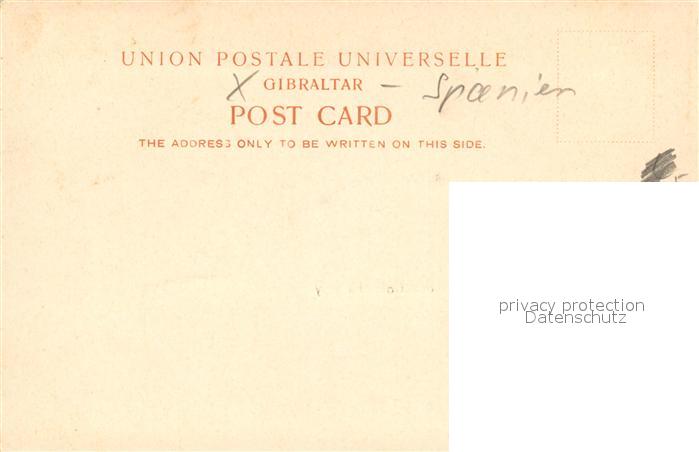 UNION POSTALE UNIVERSELLE
X GIBRALTAR - Spanien
POST CARD
THE ADDRESS ONLY TO BE WRITTEN ON THIS SIDE.
privacy protection
Datenschutz